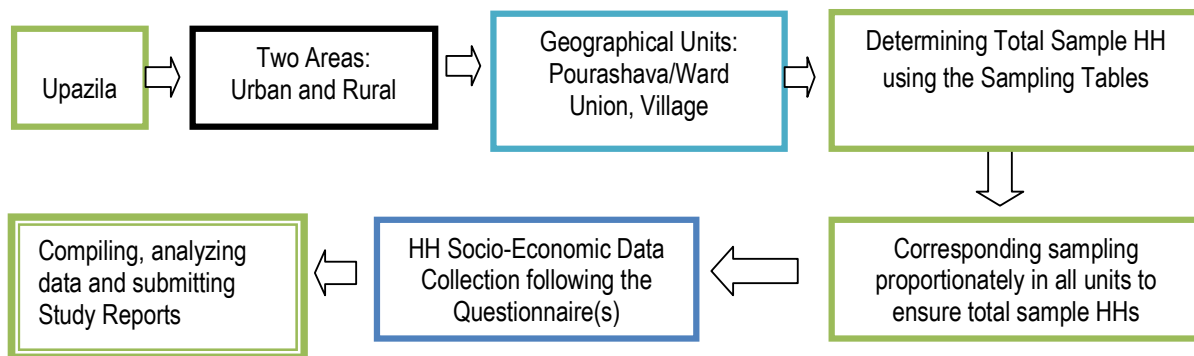 Upazila
Two Areas:
Urban and Rural
Geographical Units:
Pourashava/Ward
Union, Village
Determining Total Sample HH
using the Sampling Tables
Corresponding sampling
proportionately in all units to
ensure total sample HHs
HH Socio-Economic Data
Collection following the
Questionnaire(s)
Compiling, analyzing
data and submitting
Study Reports